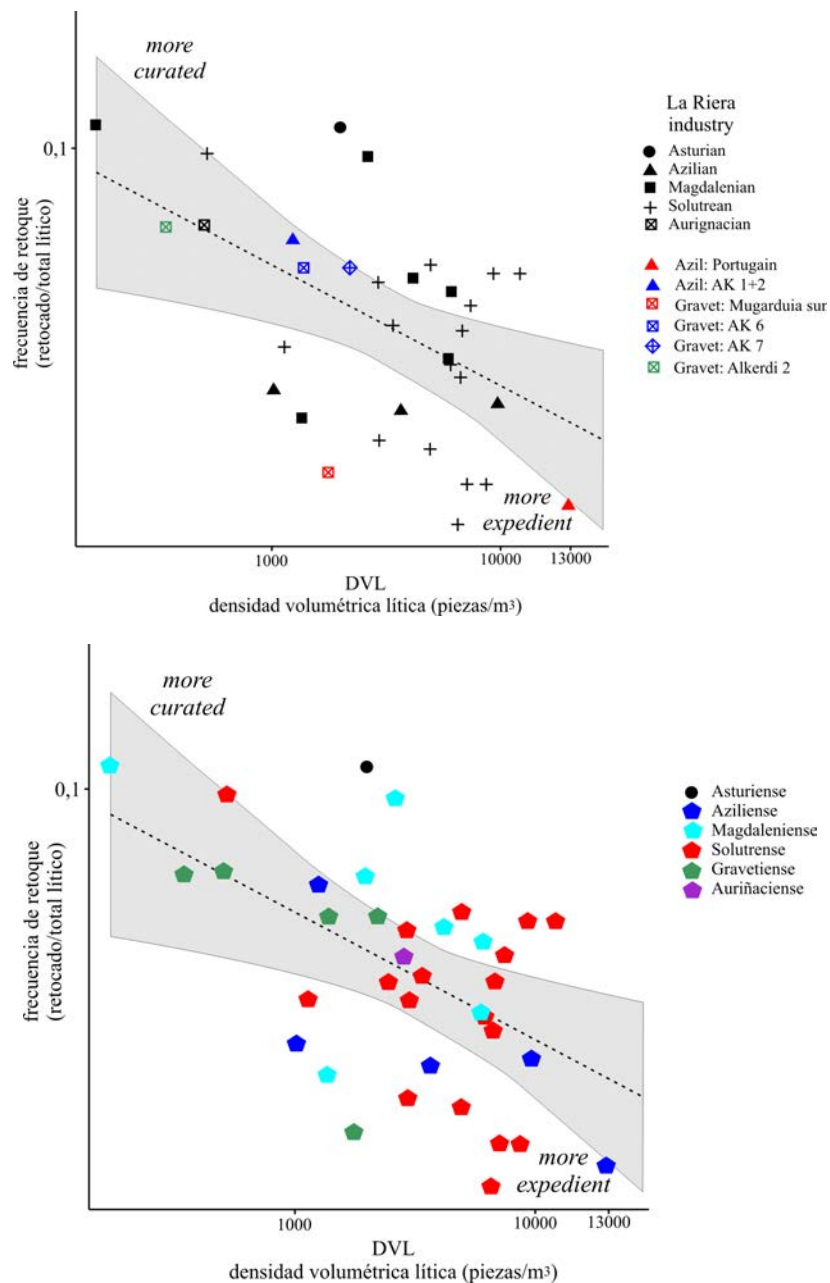 more
curated
0,1
frecuencia de retoque
(retocado/total lítico)
more
expedient
1000
10000
13000
DVL
densidad volumétrica lítica (piezas/m³)
La Riera
industry
Asturian
Azilian
Magdalenian
Solutrean
Aurignacian
Azil: Portugain
Azil: AK 1+2
Gravet: Mugarduia sur
Gravet: AK 6
Gravet: AK 7
Gravet: Alkerdi 2
more
curated
0,1
frecuencia de retoque
(retocado/total lítico)
more
expedient
1000
10000
13000
DVL
densidad volumétrica lítica (piezas/m³)
Asturiense
Aziliense
Magdaleniense
Solutrense
Gravetiense
Auriñaciense